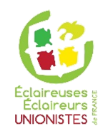 Éclaireuses
Éclaireurs
UNIONISTES
de FRANCE